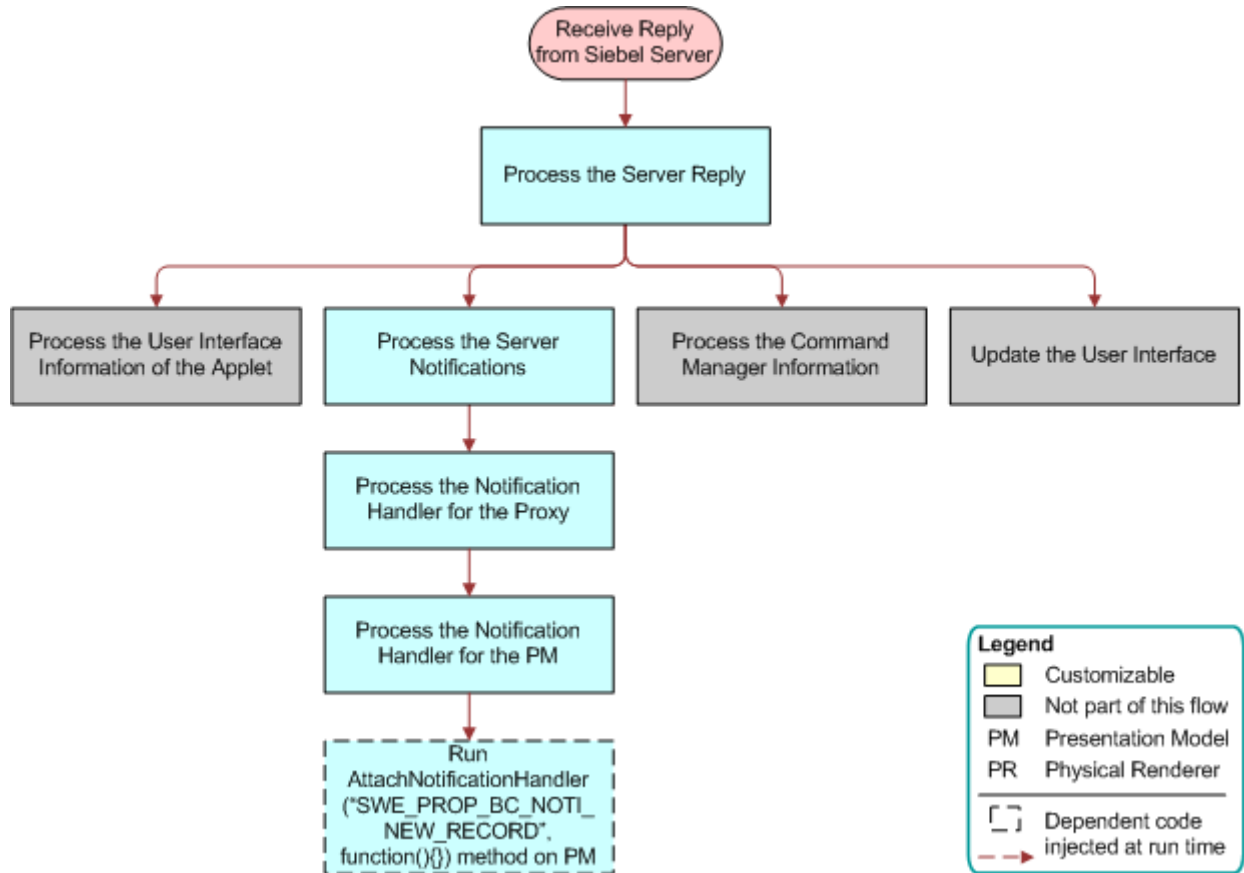 Receive Reply
from Siebel Server
Process the Server Reply
Process the User Interface
Information of the Applet
Process the Server
Notifications
Process the Command
Manager Information
Update the User Interface
Process the Notification
Handler for the Proxy
Process the Notification
Handler for the PM
Run
AttachNotificationHandler
("SWE_PROP_BC_NOTI_
NEW_RECORD",
function(){}) method on PM
Legend
Customizable
Not part of this flow
PM Presentation Model
PR Physical Renderer
Dependent code
injected at run time